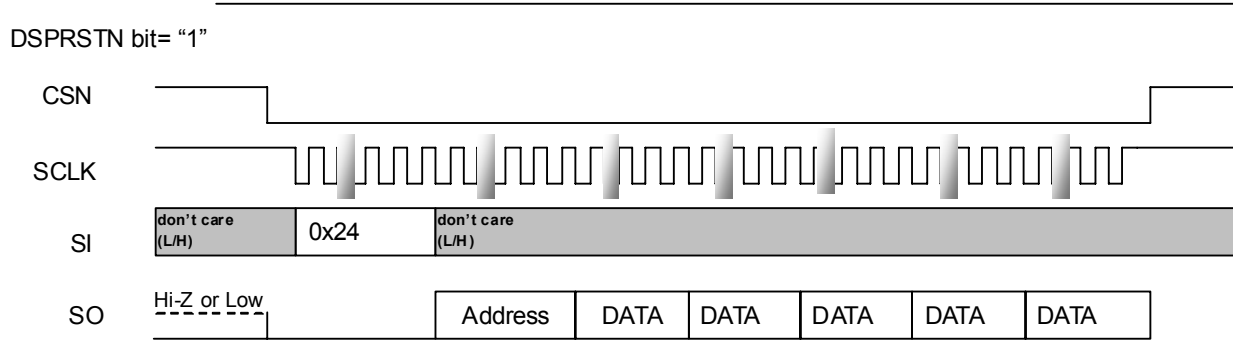 DSPRSTN bit= “1”
CSN
SCLK
SI
don’t care
(L/H)
0x24
don’t care
(L/H)
SO
Hi-Z or Low
Address
DATA
DATA
DATA
DATA
DATA